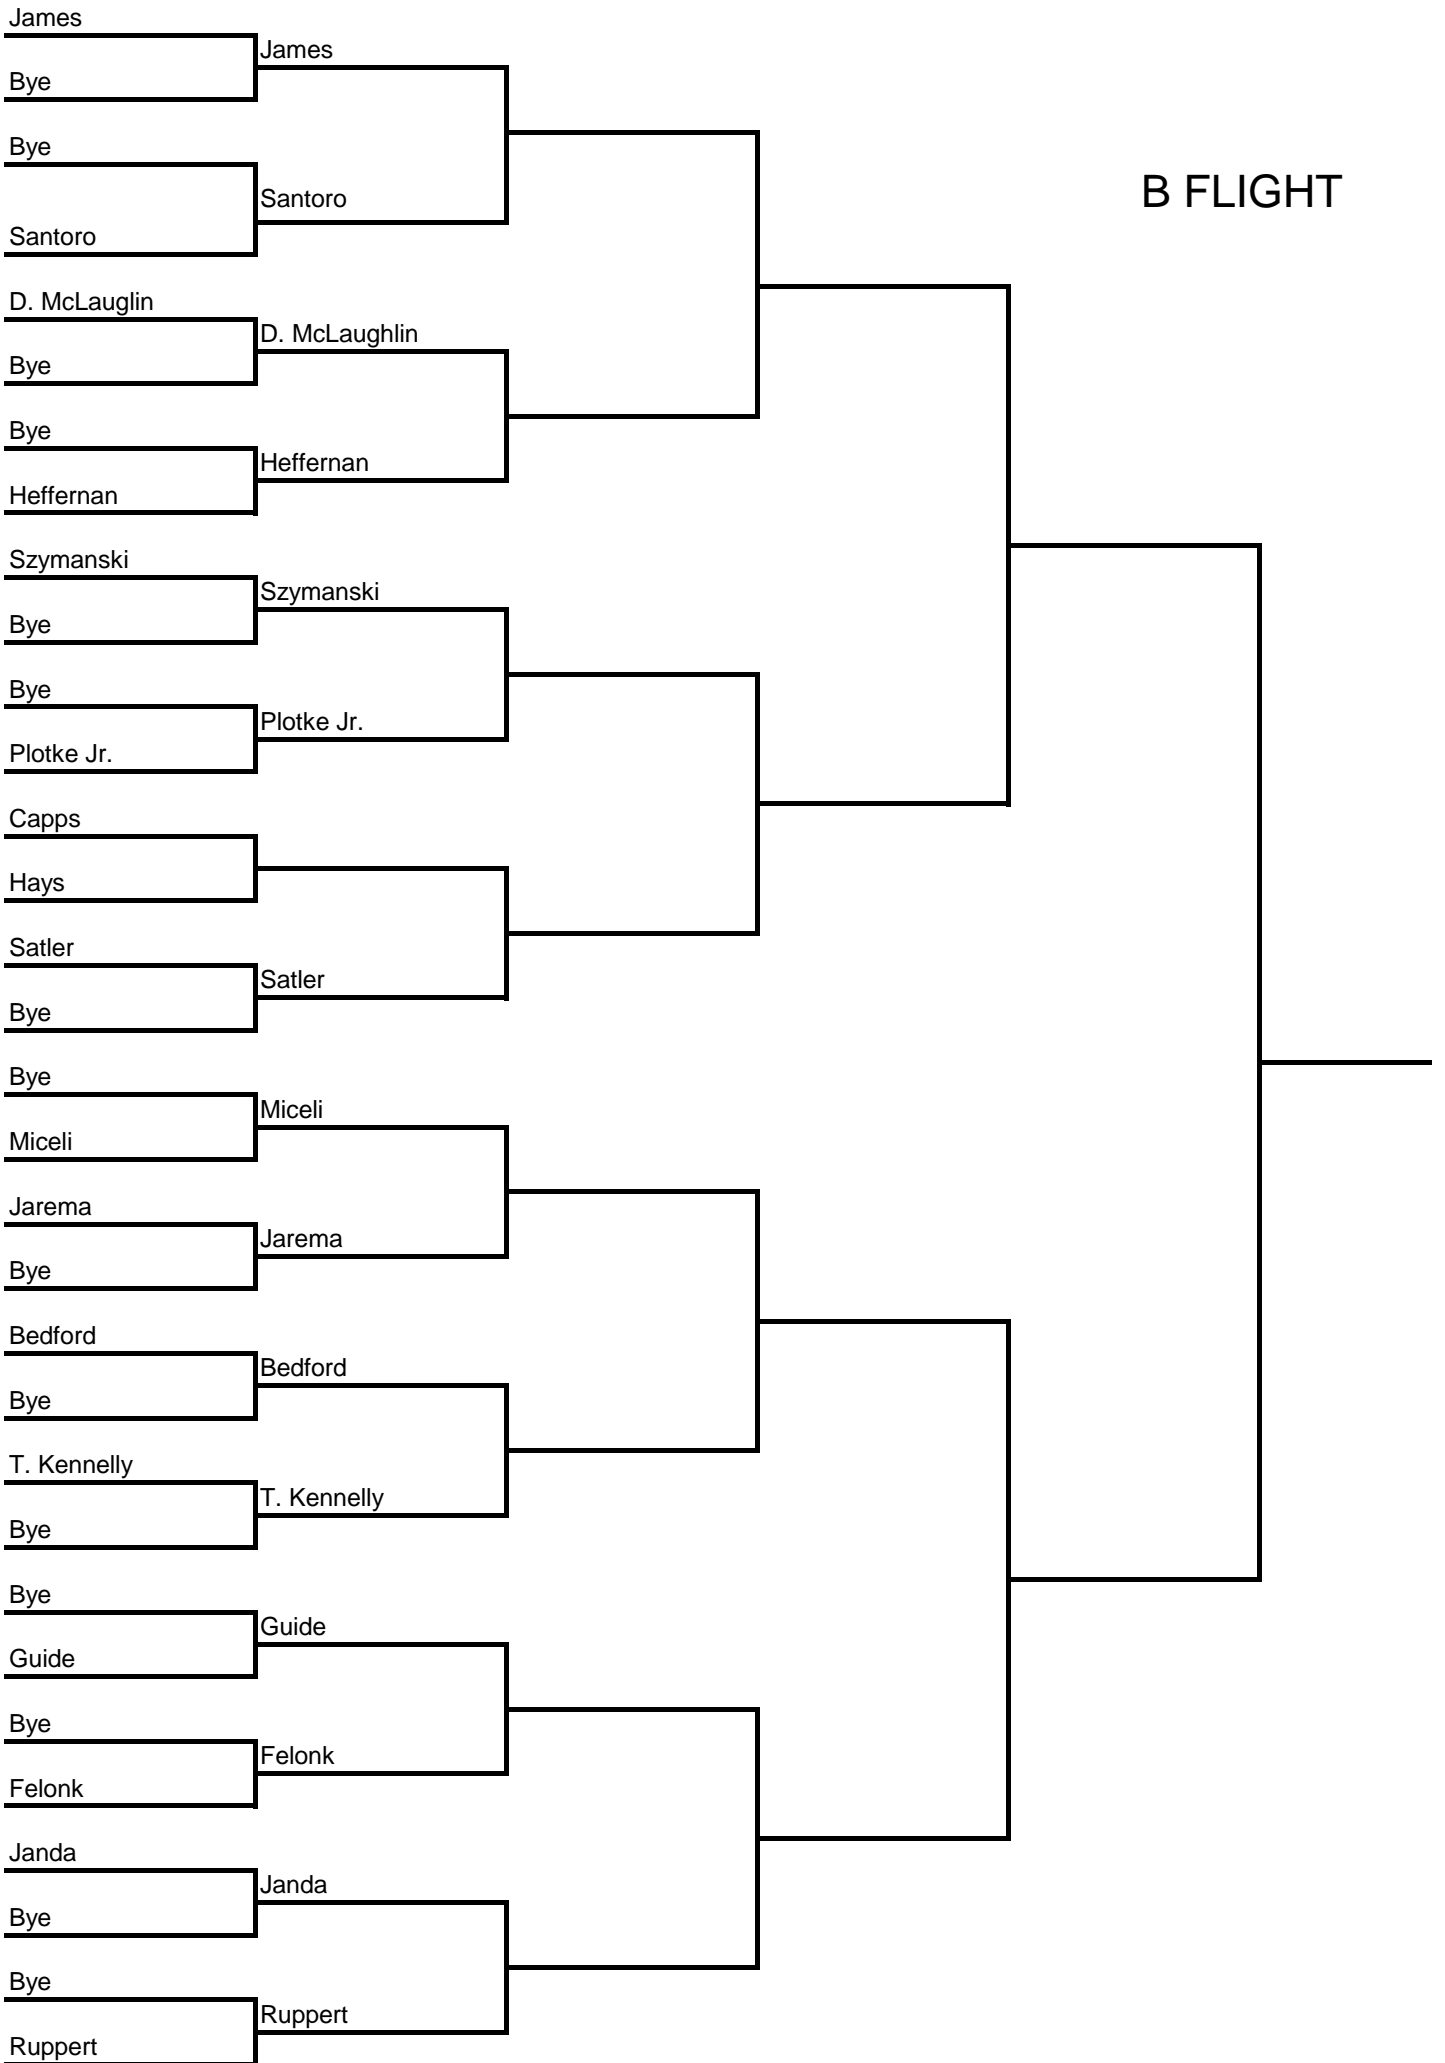 James
James
Bye
Bye
B FLIGHT
Santoro
Santoro
D. McLauglin
D. McLaughlin
Bye
Bye
Heffernan
Heffernan
Szymanski
Szymanski
Bye
Bye
Plotke Jr.
Plotke Jr.
Capps
Hays
Satler
Satler
Bye
Bye
Miceli
Miceli
Jarema
Jarema
Bye
Bedford
Bedford
Bye
T. Kennelly
T. Kennelly
Bye
Bye
Guide
Guide
Bye
Felonk
Felonk
Janda
Janda
Bye
Bye
Ruppert
Ruppert